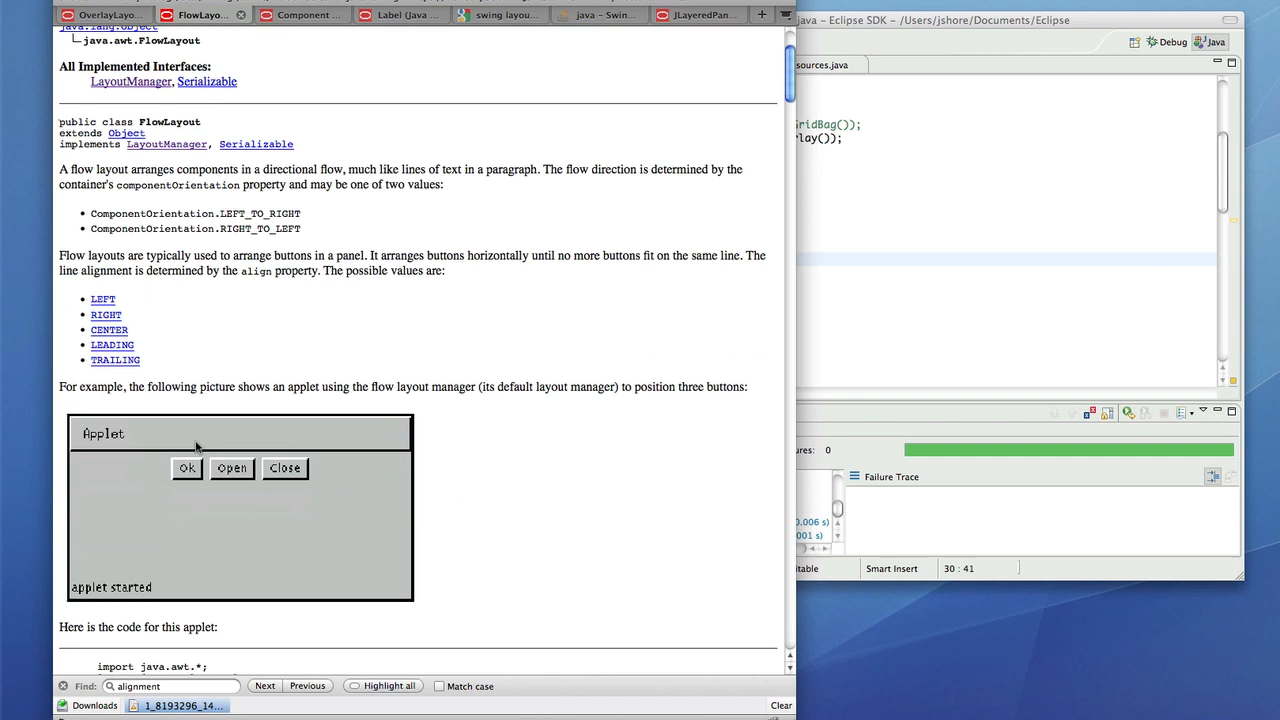 java - Eclipse SDK - /Users/jshore/Documents/Eclipse
OverlayLayo
FlowLayo...
Component
Label (Java
swing layou...
java - Swin...
JLayeredPan...
java.lang.Object
java.awt.FlowLayout
All Implemented Interfaces:
LayoutManager, Serializable
public class FlowLayout
extends Object
implements LayoutManager, Serializable
A flow layout arranges components in a directional flow, much like lines of text in a paragraph. The flow direction is determined by the
container's componentOrientation property and may be one of two values:
• ComponentOrientation.LEFT_TO_RIGHT
• ComponentOrientation.RIGHT_TO_LEFT
Flow layouts are typically used to arrange buttons in a panel. It arranges buttons horizontally until no more buttons fit on the same line. The
line alignment is determined by the align property. The possible values are:
• LEFT
• RIGHT
• CENTER
• LEADING
• TRAILING
For example, the following picture shows an applet using the flow layout manager (its default layout manager) to position three buttons:
Applet
Ok Open Close
applet started
Here is the code for this applet:
import java.awt.*;
Find: alignment Next Previous Highlight all Match case
Downloads 1_8193296_14... Clear
Debug Java
sources.java
GridBag());
lay());
ures: 0
Failure Trace
0.006 s)
001 s)
table Smart Insert 30 : 41